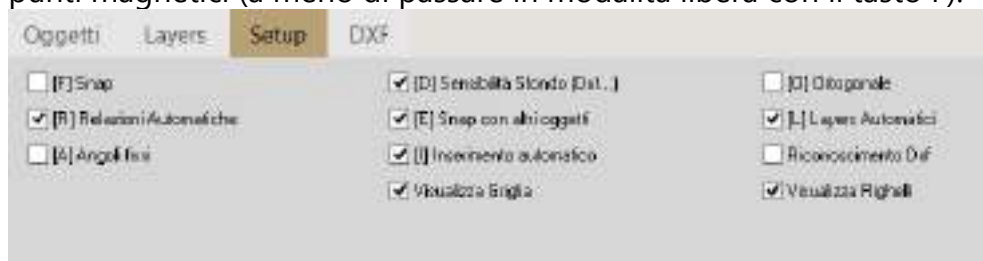 punti magnetici (a meno di passare in modalità libera con il tasto F).
Oggetti Layers Setup DXF
[F] Snap [D] Sensibilità Sfondo (Dxf...) [O] Ortogonale
[R] Relazioni Automatiche [E] Snap con altri oggetti [L] Layers Automatici
[A] Angoli fissi [I] Inserimento automatico Riconoscimento Dxf
Visualizza Griglia Visualizza Righelli